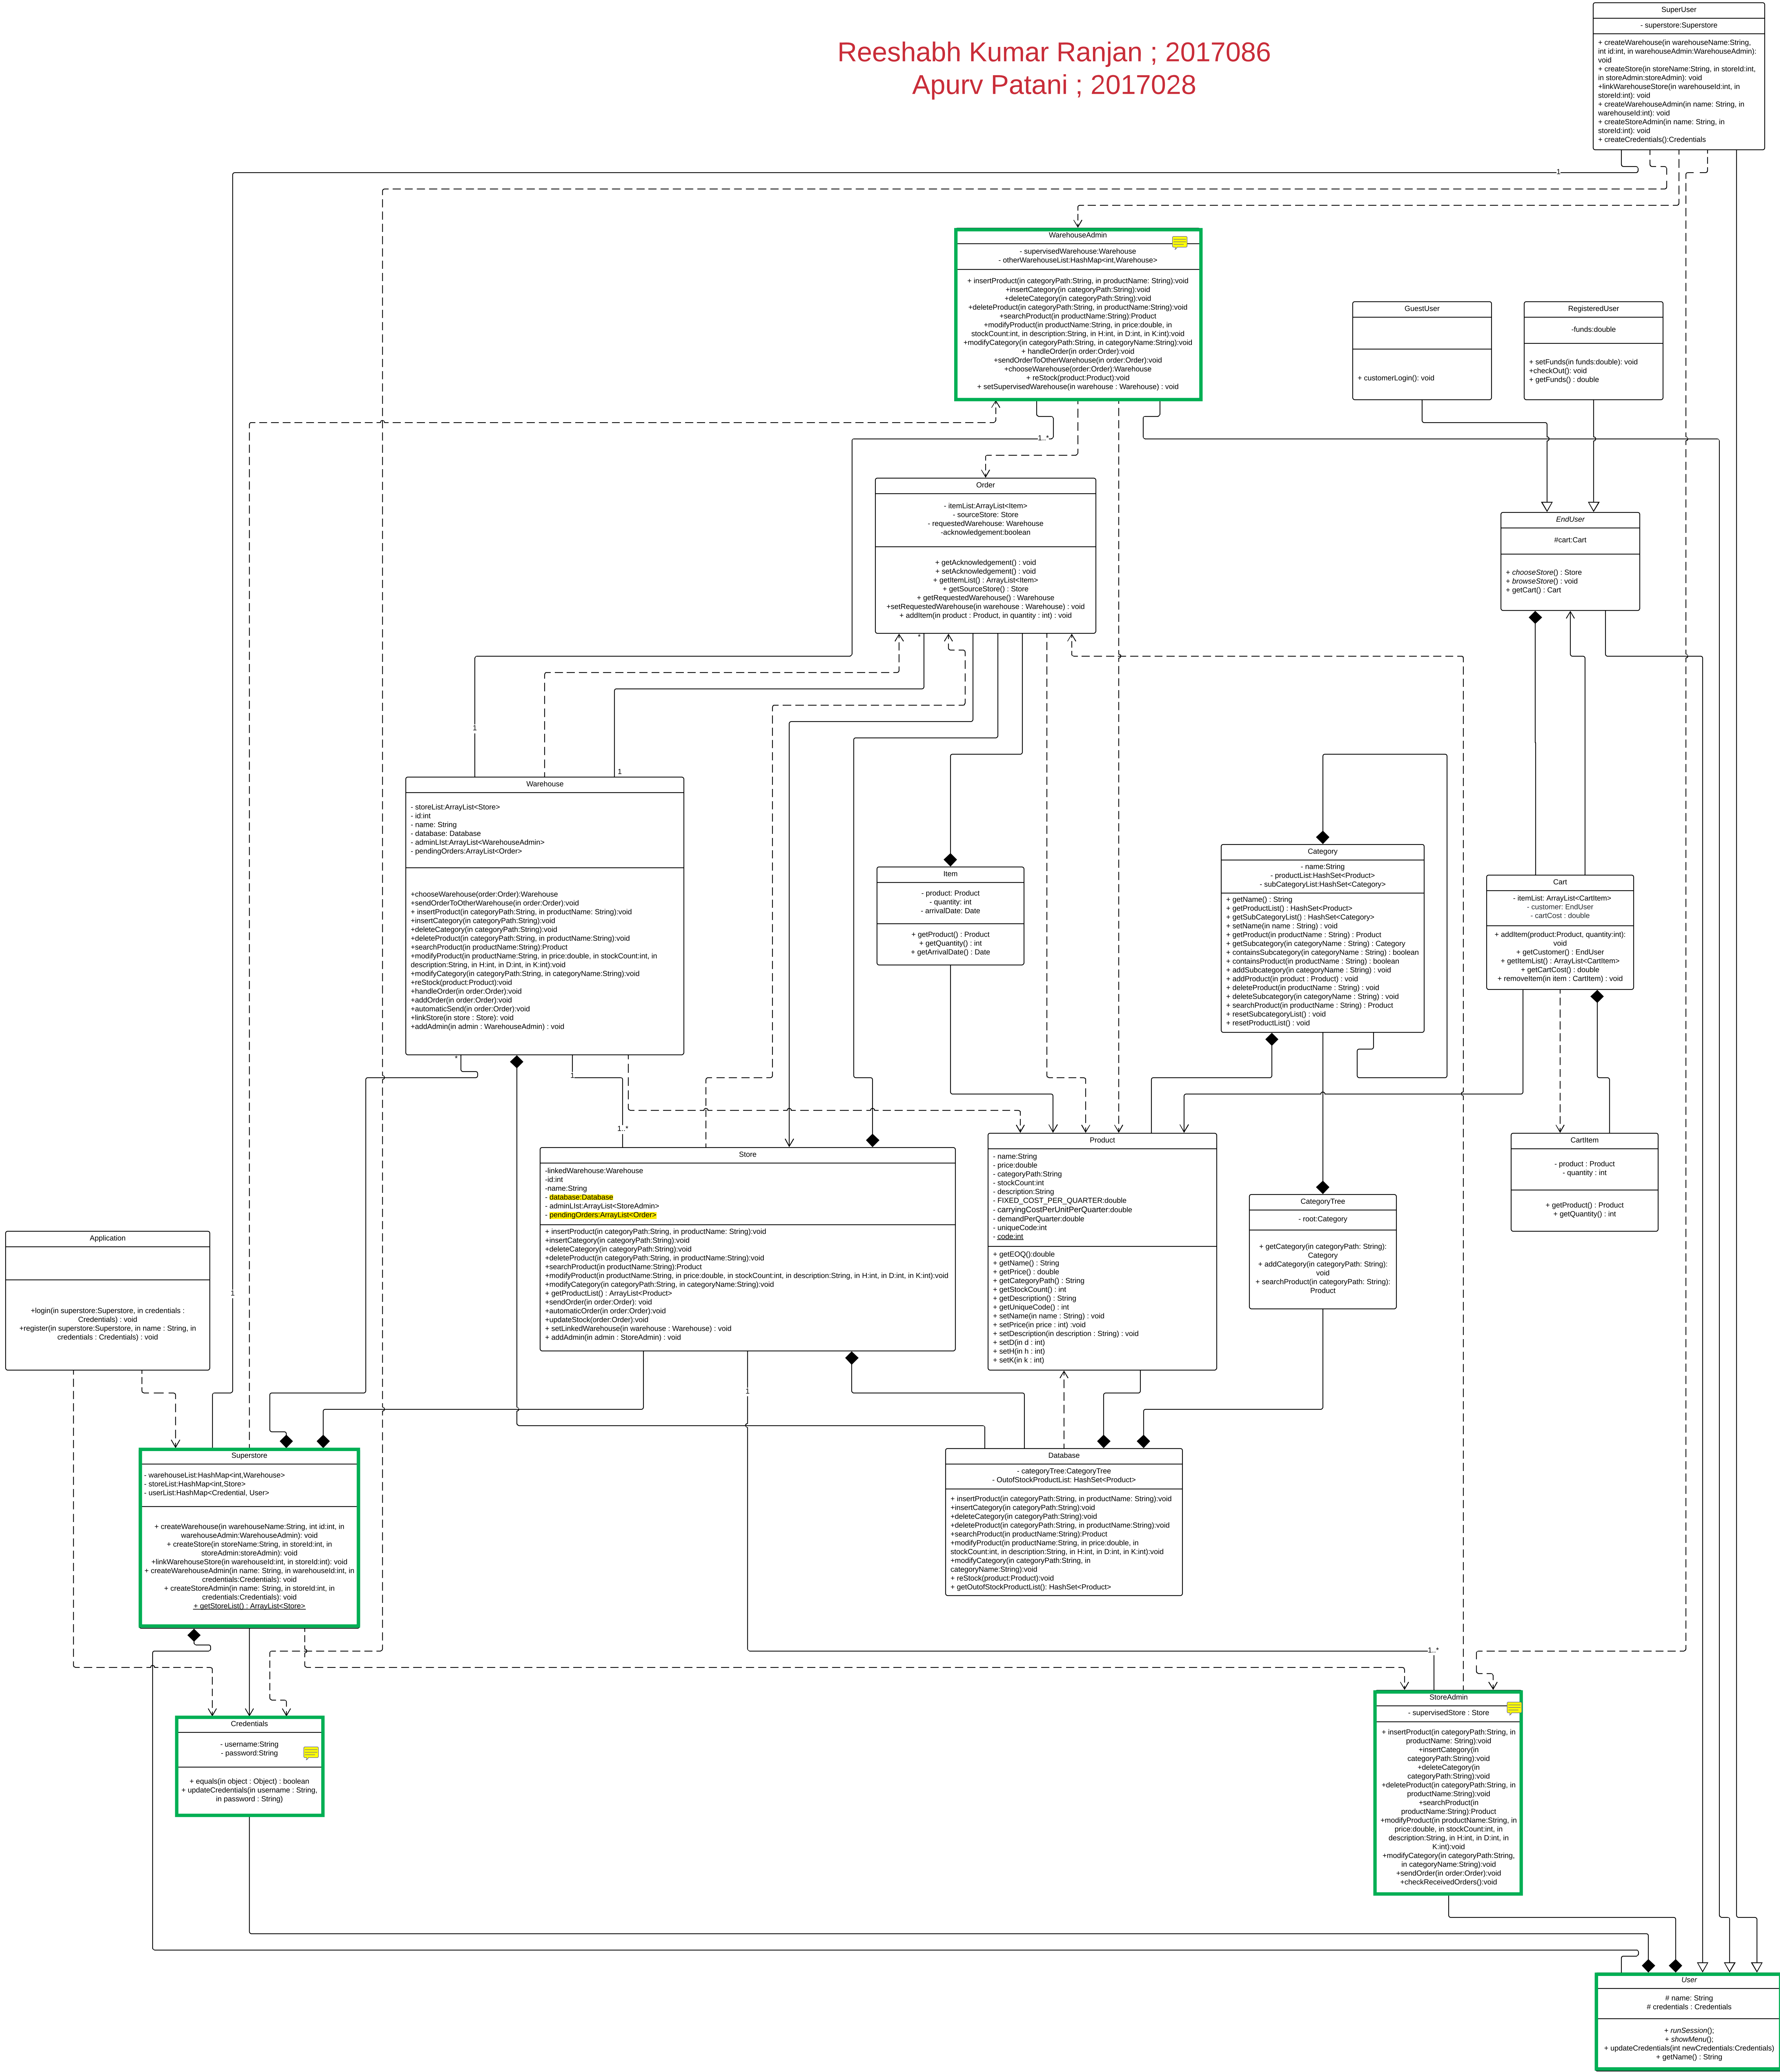 Reeshabh Kumar Ranjan ; 2017086
Apurv Patani ; 2017028
SuperUser
- superstore:Superstore
+ createWarehouse(in warehouseName:String,
int id:int, in warehouseAdmin:WarehouseAdmin):
void
+ createStore(in storeName:String, in storeId:int,
in storeAdmin:storeAdmin): void
+linkWarehouseStore(in warehouseId:int, in
storeId:int): void
+ createWarehouseAdmin(in name: String, in
warehouseId:int): void
+ createStoreAdmin(in name: String, in
storeId:int): void
+ createCredentials():Credentials
1
WarehouseAdmin
- supervisedWarehouse:Warehouse
- otherWarehouseList:HashMap<int,Warehouse>
+ insertProduct(in categoryPath:String, in productName: String):void
+insertCategory(in categoryPath:String):void
+deleteCategory(in categoryPath:String):void
+deleteProduct(in categoryPath:String, in productName:String):void
+searchProduct(in productName:String):Product
+modifyProduct(in productName:String, in price:double, in
stockCount:int, in description:String, in H:int, in D:int, in K:int):void
+modifyCategory(in categoryPath:String, in categoryName:String):void
+ handleOrder(in order:Order):void
+sendOrderToOtherWarehouse(in order:Order):void
+chooseWarehouse(order:Order):Warehouse
+ reStock(product:Product):void
+ setSupervisedWarehouse(in warehouse : Warehouse) : void
1..*
GuestUser
+ customerLogin(): void
RegisteredUser
-funds:double
+ setFunds(in funds:double): void
+checkOut(): void
+ getFunds() : double
Order
- itemList:ArrayList<Item>
- sourceStore: Store
- requestedWarehouse: Warehouse
-acknowledgement:boolean
+ getAcknowledgement() : void
+ setAcknowledgement() : void
+ getItemList() : ArrayList<Item>
+ getSourceStore() : Store
+ getRequestedWarehouse() : Warehouse
+setRequestedWarehouse(in warehouse : Warehouse) : void
+ addItem(in product : Product, in quantity : int) : void
*
EndUser
#cart:Cart
+ chooseStore() : Store
+ browseStore() : void
+ getCart() : Cart
1
1
Warehouse
- storeList:ArrayList<Store>
- id:int
- name: String
- database: Database
- adminLIst:ArrayList<WarehouseAdmin>
- pendingOrders:ArrayList<Order>
+chooseWarehouse(order:Order):Warehouse
+sendOrderToOtherWarehouse(in order:Order):void
+ insertProduct(in categoryPath:String, in productName: String):void
+insertCategory(in categoryPath:String):void
+deleteCategory(in categoryPath:String):void
+deleteProduct(in categoryPath:String, in productName:String):void
+searchProduct(in productName:String):Product
+modifyProduct(in productName:String, in price:double, in stockCount:int, in
description:String, in H:int, in D:int, in K:int):void
+modifyCategory(in categoryPath:String, in categoryName:String):void
+reStock(product:Product):void
+handleOrder(in order:Order):void
+addOrder(in order:Order):void
+automaticSend(in order:Order):void
+linkStore(in store : Store): void
+addAdmin(in admin : WarehouseAdmin) : void
*
1
1..*
Item
- product: Product
- quantity: int
- arrivalDate: Date
+ getProduct() : Product
+ getQuantity() : int
+ getArrivalDate() : Date
Category
- name:String
- productList:HashSet<Product>
- subCategoryList:HashSet<Category>
+ getName() : String
+ getProductList() : HashSet<Product>
+ getSubCategoryList() : HashSet<Category>
+ setName(in name : String) : void
+ getProduct(in productName : String) : Product
+ getSubcategory(in categoryName : String) : Category
+ containsSubcategory(in categoryName : String) : boolean
+ containsProduct(in productName : String) : boolean
+ addSubcategory(in categoryName : String) : void
+ addProduct(in product : Product) : void
+ deleteProduct(in productName : String) : void
+ deleteSubcategory(in categoryName : String) : void
+ searchProduct(in productName : String) : Product
+ resetSubcategoryList() : void
+ resetProductList() : void
Cart
- itemList: ArrayList<CartItem>
- customer: EndUser
- cartCost : double
+ addItem(product:Product, quantity:int):
void
+ getCustomer() : EndUser
+ getItemList() : ArrayList<CartItem>
+ getCartCost() : double
+ removeItem(in item : CartItem) : void
Store
-linkedWarehouse:Warehouse
-id:int
-name:String
- database:Database
- adminLIst:ArrayList<StoreAdmin>
- pendingOrders:ArrayList<Order>
+ insertProduct(in categoryPath:String, in productName: String):void
+insertCategory(in categoryPath:String):void
+deleteCategory(in categoryPath:String):void
+deleteProduct(in categoryPath:String, in productName:String):void
+searchProduct(in productName:String):Product
+modifyProduct(in productName:String, in price:double, in stockCount:int, in description:String, in H:int, in D:int, in K:int):void
+modifyCategory(in categoryPath:String, in categoryName:String):void
+ getProductList() : ArrayList<Product>
+sendOrder(in order:Order): void
+automaticOrder(in order:Order):void
+updateStock(order:Order):void
+ setLinkedWarehouse(in warehouse : Warehouse) : void
+ addAdmin(in admin : StoreAdmin) : void
1
Product
- name:String
- price:double
- categoryPath:String
- stockCount:int
- description:String
- FIXED_COST_PER_QUARTER:double
- carryingCostPerUnitPerQuarter:double
- demandPerQuarter:double
- uniqueCode:int
- code:int
+ getEOQ():double
+ getName() : String
+ getPrice() : double
+ getCategoryPath() : String
+ getStockCount() : int
+ getDescription() : String
+ getUniqueCode() : int
+ setName(in name : String) : void
+ setPrice(in price : int) :void
+ setDescription(in description : String) : void
+ setD(in d : int)
+ setH(in h : int)
+ setK(in k : int)
CategoryTree
- root:Category
+ getCategory(in categoryPath: String):
Category
+ addCategory(in categoryPath: String):
void
+ searchProduct(in categoryPath: String):
Product
CartItem
- product : Product
- quantity : int
+ getProduct() : Product
+ getQuantity() : int
Application
+login(in superstore:Superstore, in credentials :
Credentials) : void
+register(in superstore:Superstore, in name : String, in
credentials : Credentials) : void
1
Superstore
- warehouseList:HashMap<int,Warehouse>
- storeList:HashMap<int,Store>
- userList:HashMap<Credential, User>
+ createWarehouse(in warehouseName:String, int id:int, in
warehouseAdmin:WarehouseAdmin): void
+ createStore(in storeName:String, in storeId:int, in
storeAdmin:storeAdmin): void
+linkWarehouseStore(in warehouseId:int, in storeId:int): void
+ createWarehouseAdmin(in name: String, in warehouseId:int, in
credentials:Credentials): void
+ createStoreAdmin(in name: String, in storeId:int, in
credentials:Credentials): void
+ getStoreList() : ArrayList<Store>
Database
- categoryTree:CategoryTree
- OutofStockProductList: HashSet<Product>
+ insertProduct(in categoryPath:String, in productName: String):void
+insertCategory(in categoryPath:String):void
+deleteCategory(in categoryPath:String):void
+deleteProduct(in categoryPath:String, in productName:String):void
+searchProduct(in productName:String):Product
+modifyProduct(in productName:String, in price:double, in
stockCount:int, in description:String, in H:int, in D:int, in K:int):void
+modifyCategory(in categoryPath:String, in
categoryName:String):void
+ reStock(product:Product):void
+ getOutofStockProductList(): HashSet<Product>
1..*
StoreAdmin
- supervisedStore : Store
+ insertProduct(in categoryPath:String, in
productName: String):void
+insertCategory(in
categoryPath:String):void
+deleteCategory(in
categoryPath:String):void
+deleteProduct(in categoryPath:String, in
productName:String):void
+searchProduct(in
productName:String):Product
+modifyProduct(in productName:String, in
price:double, in stockCount:int, in
description:String, in H:int, in D:int, in
K:int):void
+modifyCategory(in categoryPath:String,
in categoryName:String):void
+sendOrder(in order:Order):void
+checkReceivedOrders():void
Credentials
- username:String
- password:String
+ equals(in object : Object) : boolean
+ updateCredentials(in username : String,
in password : String)
User
# name: String
# credentials : Credentials
+ runSession();
+ showMenu();
+ updateCredentials(int newCredentials:Credentials)
+ getName() : String